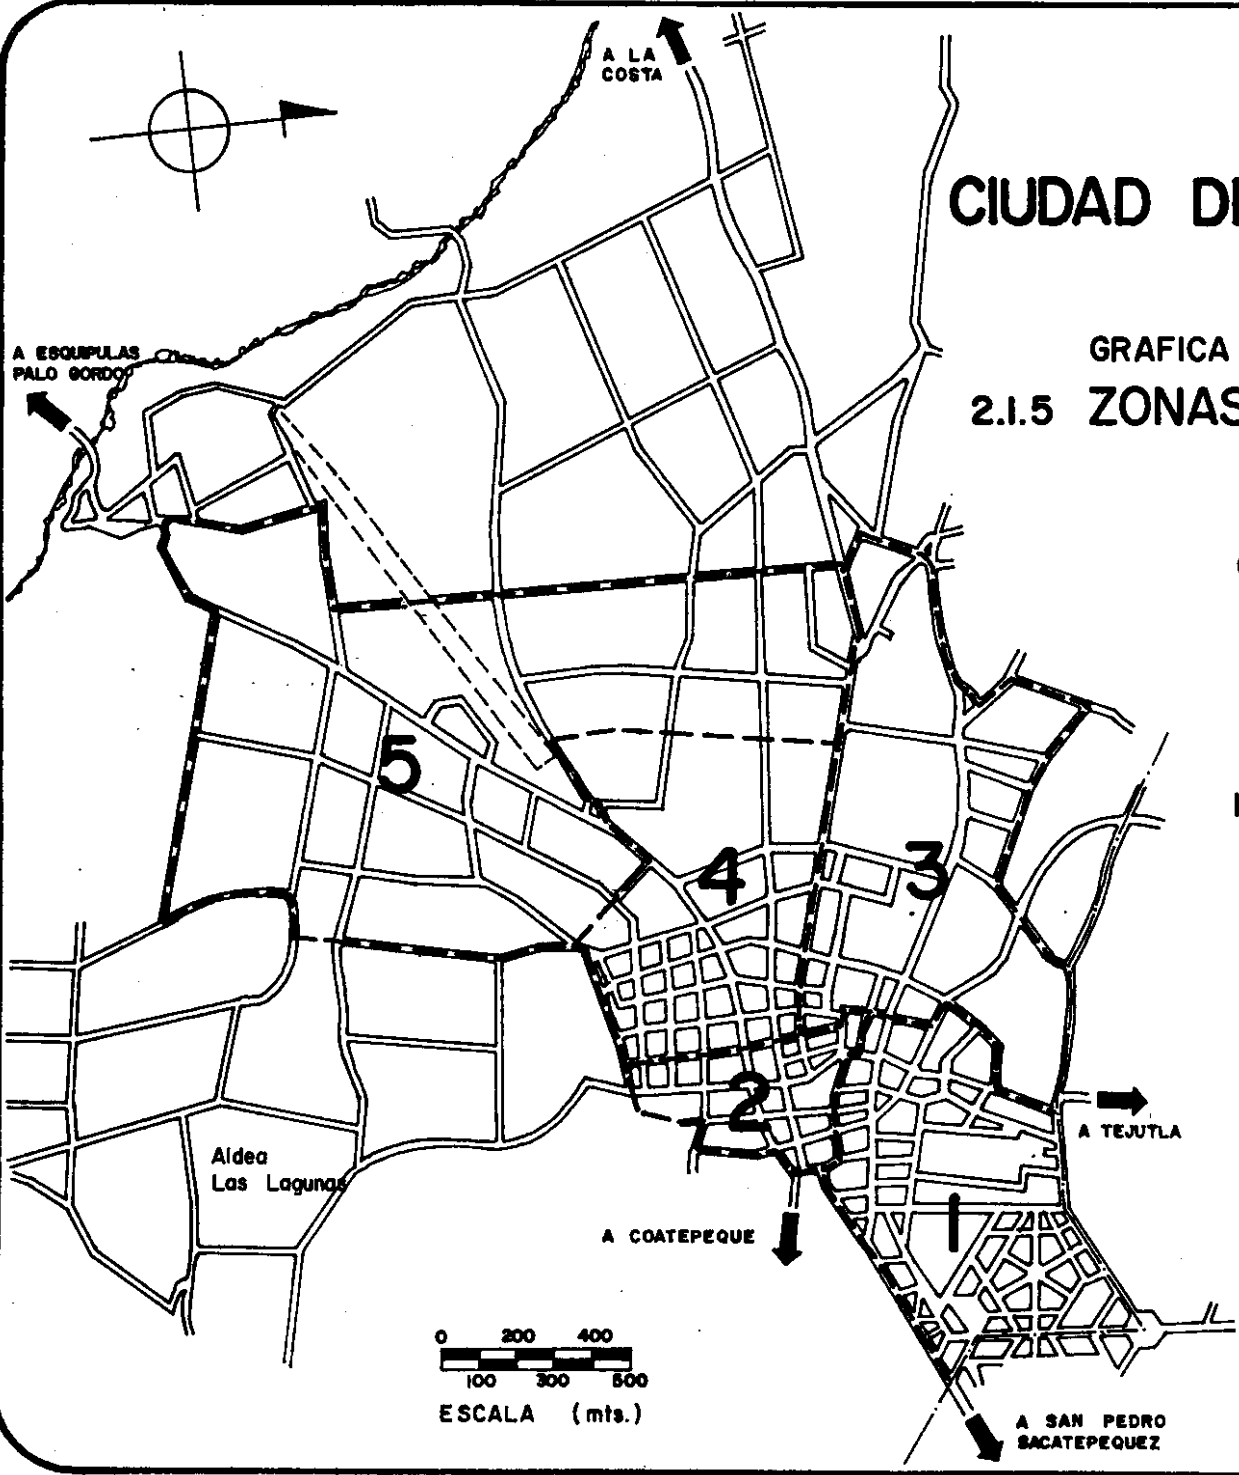 A LA
COSTA
CIUDAD DE
A ESQUIPULAS
PALO GORDO
GRAFICA
2.1.5 ZONAS
5
4
3
2
A TEJUTLA
Aldea
Las Lagunas
1
A COATEPEQUE
0 200 400
100 300 500
ESCALA (mts.)
A SAN PEDRO
SACATEPEQUEZ